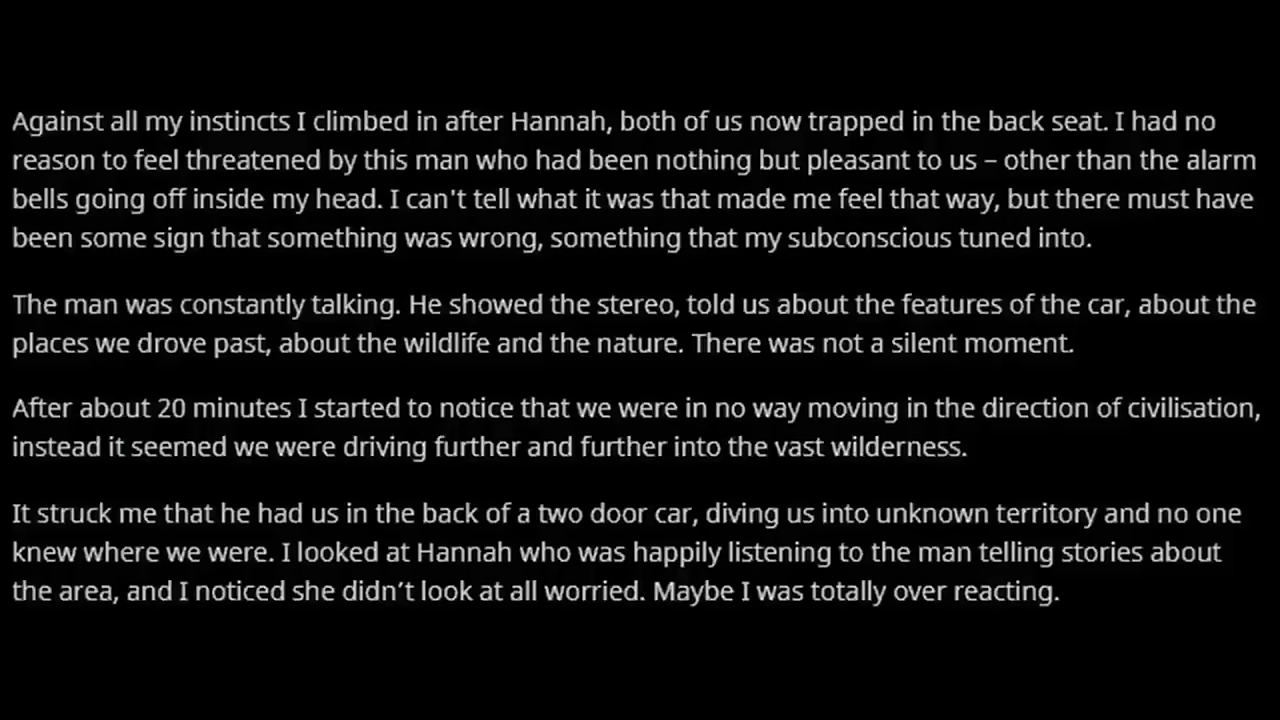 Against all my instincts I climbed in after Hannah, both of us now trapped in the back seat. I had no
reason to feel threatened by this man who had been nothing but pleasant to us – other than the alarm
bells going off inside my head. I can't tell what it was that made me feel that way, but there must have
been some sign that something was wrong, something that my subconscious tuned into.
The man was constantly talking. He showed the stereo, told us about the features of the car, about the
places we drove past, about the wildlife and the nature. There was not a silent moment.
After about 20 minutes I started to notice that we were in no way moving in the direction of civilisation,
instead it seemed we were driving further and further into the vast wilderness.
It struck me that he had us in the back of a two door car, diving us into unknown territory and no one
knew where we were. I looked at Hannah who was happily listening to the man telling stories about
the area, and I noticed she didn’t look at all worried. Maybe I was totally over reacting.